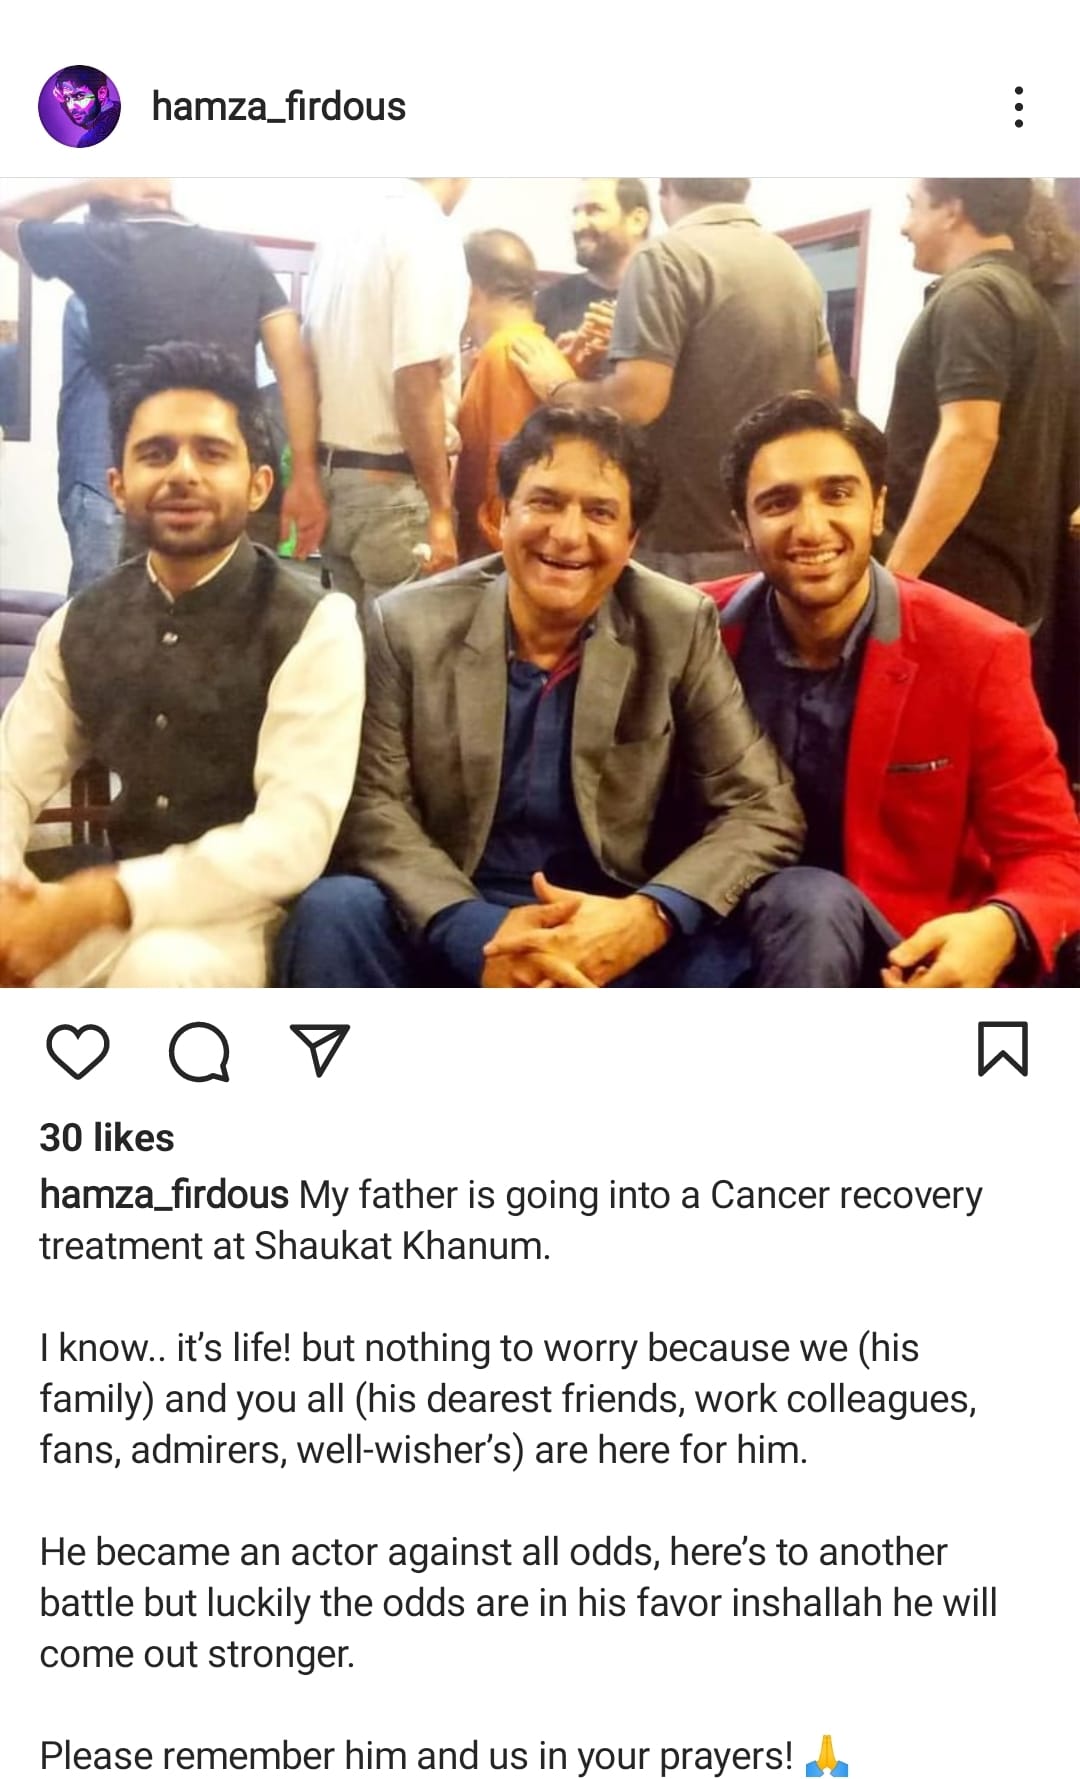 hamza_firdous
30 likes
hamza_firdous My father is going into a Cancer recovery
treatment at Shaukat Khanum.
I know.. it's life! but nothing to worry because we (his
family) and you all (his dearest friends, work colleagues,
fans, admirers, well-wisher's) are here for him.
He became an actor against all odds, here's to another
battle but luckily the odds are in his favor inshallah he will
come out stronger.
Please remember him and us in your prayers! 🙏